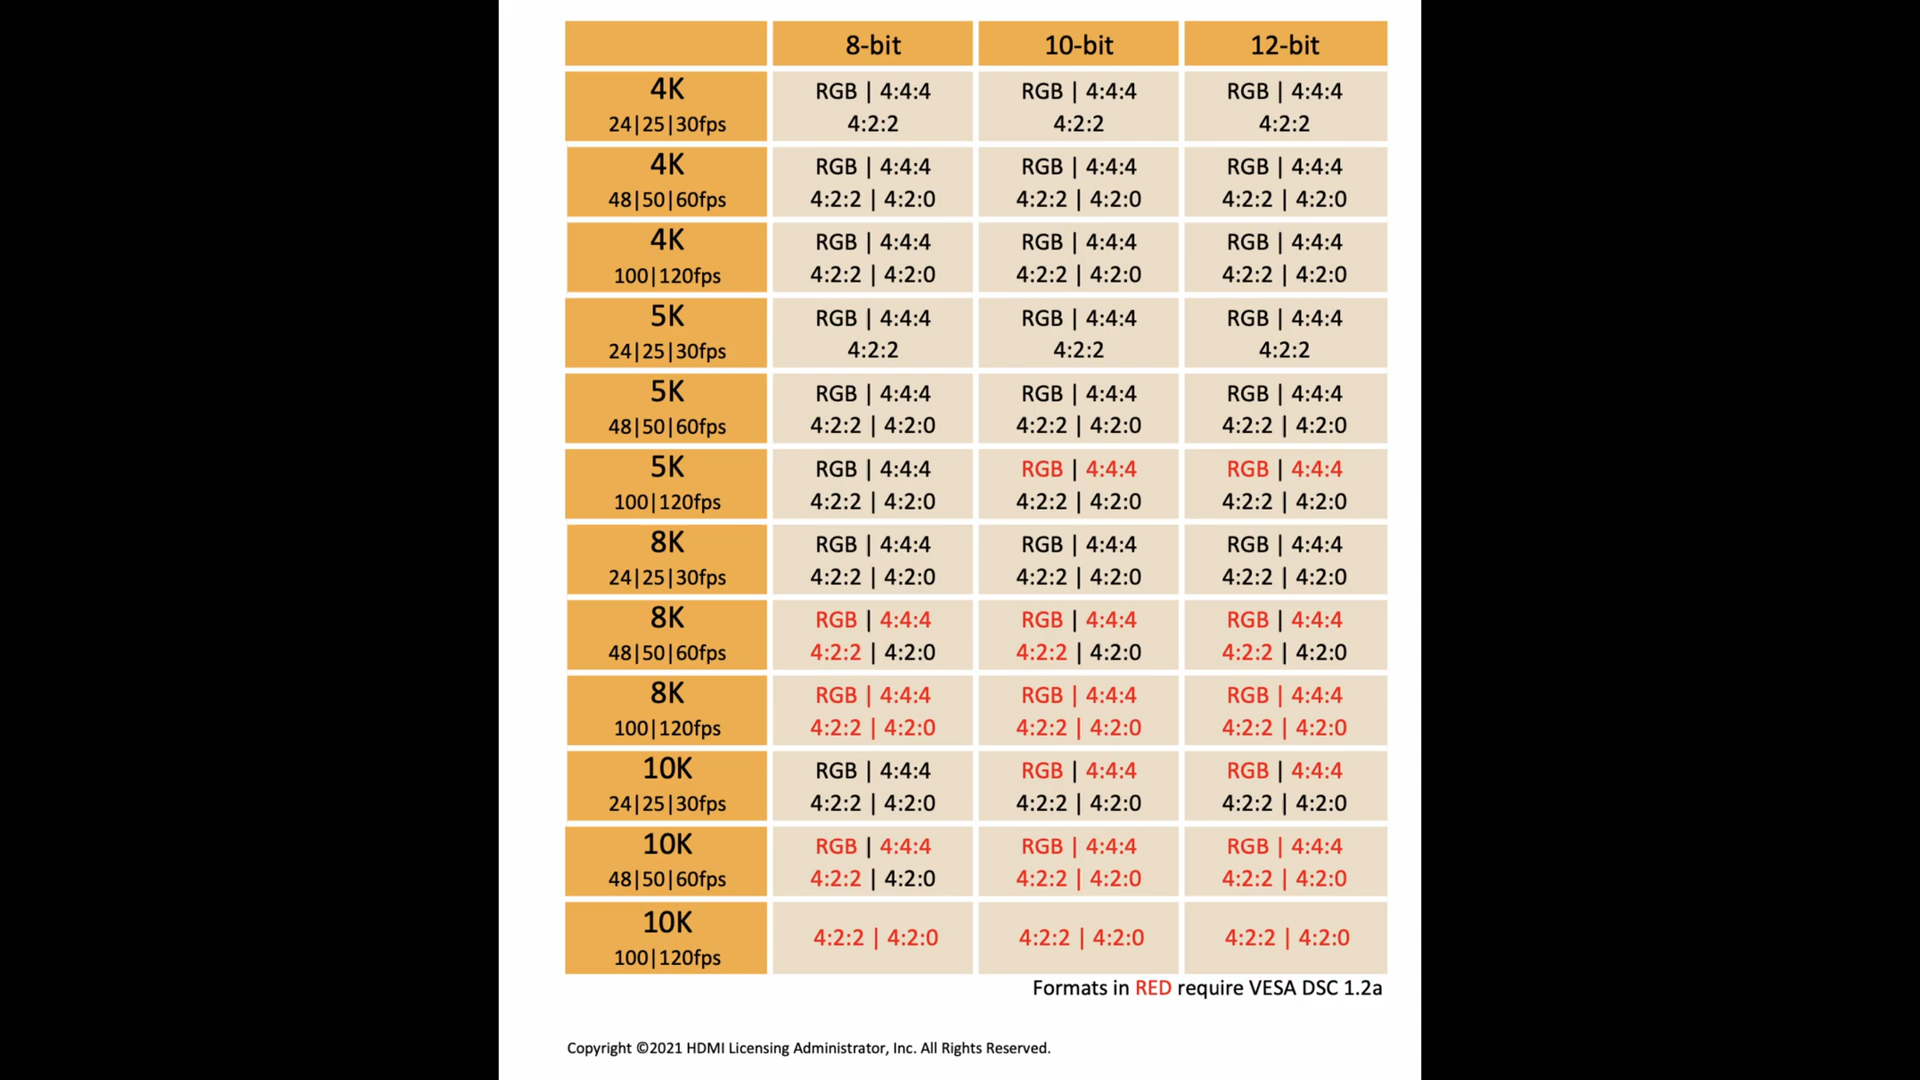 8-bit 10-bit 12-bit
4K RGB | 4:4:4 RGB | 4:4:4 RGB | 4:4:4
24|25|30fps 4:2:2 4:2:2 4:2:2
4K RGB | 4:4:4 RGB | 4:4:4 RGB | 4:4:4
48|50|60fps 4:2:2 | 4:2:0 4:2:2 | 4:2:0 4:2:2 | 4:2:0
4K RGB | 4:4:4 RGB | 4:4:4 RGB | 4:4:4
100|120fps 4:2:2 | 4:2:0 4:2:2 | 4:2:0 4:2:2 | 4:2:0
5K RGB | 4:4:4 RGB | 4:4:4 RGB | 4:4:4
24|25|30fps 4:2:2 4:2:2 4:2:2
5K RGB | 4:4:4 RGB | 4:4:4 RGB | 4:4:4
48|50|60fps 4:2:2 | 4:2:0 4:2:2 | 4:2:0 4:2:2 | 4:2:0
5K RGB | 4:4:4 RGB | 4:4:4 RGB | 4:4:4
100|120fps 4:2:2 | 4:2:0 4:2:2 | 4:2:0 4:2:2 | 4:2:0
8K RGB | 4:4:4 RGB | 4:4:4 RGB | 4:4:4
24|25|30fps 4:2:2 | 4:2:0 4:2:2 | 4:2:0 4:2:2 | 4:2:0
8K RGB | 4:4:4 RGB | 4:4:4 RGB | 4:4:4
48|50|60fps 4:2:2 | 4:2:0 4:2:2 | 4:2:0 4:2:2 | 4:2:0
8K RGB | 4:4:4 RGB | 4:4:4 RGB | 4:4:4
100|120fps 4:2:2 | 4:2:0 4:2:2 | 4:2:0 4:2:2 | 4:2:0
10K RGB | 4:4:4 RGB | 4:4:4 RGB | 4:4:4
24|25|30fps 4:2:2 | 4:2:0 4:2:2 | 4:2:0 4:2:2 | 4:2:0
10K RGB | 4:4:4 RGB | 4:4:4 RGB | 4:4:4
48|50|60fps 4:2:2 | 4:2:0 4:2:2 | 4:2:0 4:2:2 | 4:2:0
10K
100|120fps 4:2:2 | 4:2:0 4:2:2 | 4:2:0 4:2:2 | 4:2:0
Formats in RED require VESA DSC 1.2a
Copyright ©2021 HDMI Licensing Administrator, Inc. All Rights Reserved.